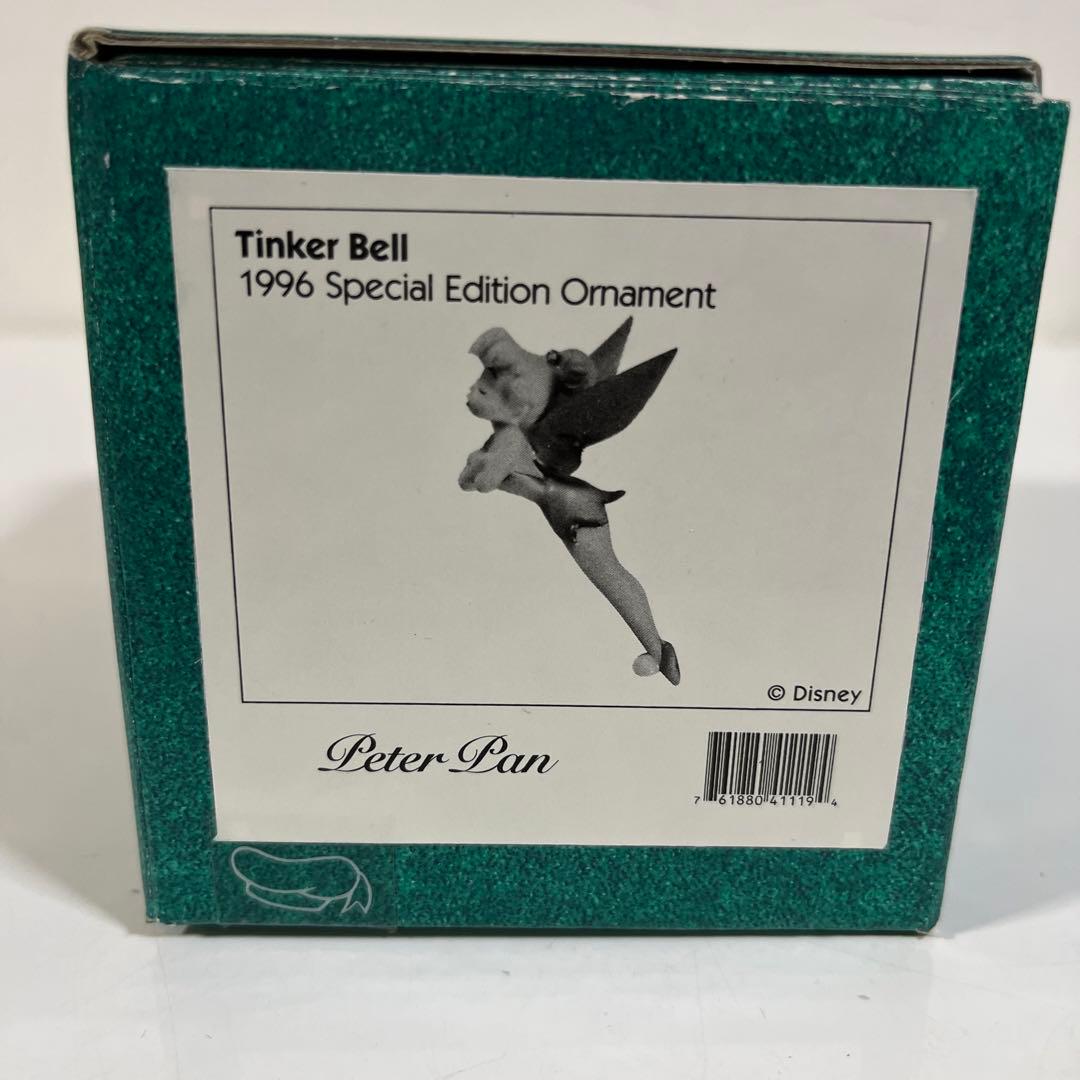 Tinker Bell
1996 Special Edition Ornament
© Disney
Peter Pan
7 61880 41119 4